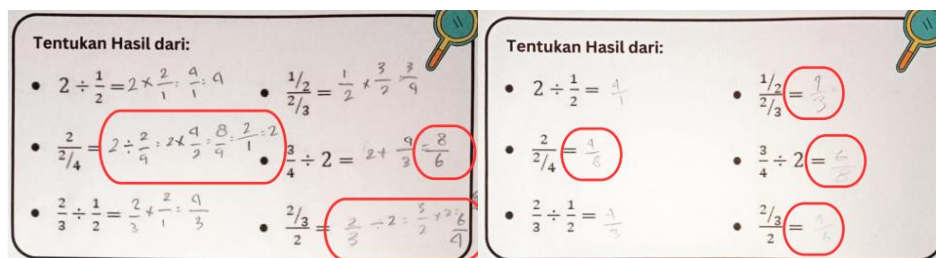 Tentukan Hasil dari:
• 2 ÷ 1/2 = 2 × 2/1 = 4/1 = 4
• 2/(2/4) = 2 ÷ 2/4 = 2 × 4/2 = 8/4 = 2/1 = 2
• 2/3 ÷ 1/2 = 2/3 × 2/1 = 4/3
• (1/2)/(2/3) = 1/2 × 3/2 = 3/4
• 3/4 ÷ 2 = 2 × 4/3 = 8/6
• (2/3)/2 = 2/3 ÷ 2 = 3/2 × 2 = 6/4
Tentukan Hasil dari:
• 2 ÷ 1/2 = 4/1
• 2/(2/4) = 4/8
• 2/3 ÷ 1/2 = 4/3
• (1/2)/(2/3) =
• 3/4 ÷ 2 = 6/8
• (2/3)/2 =